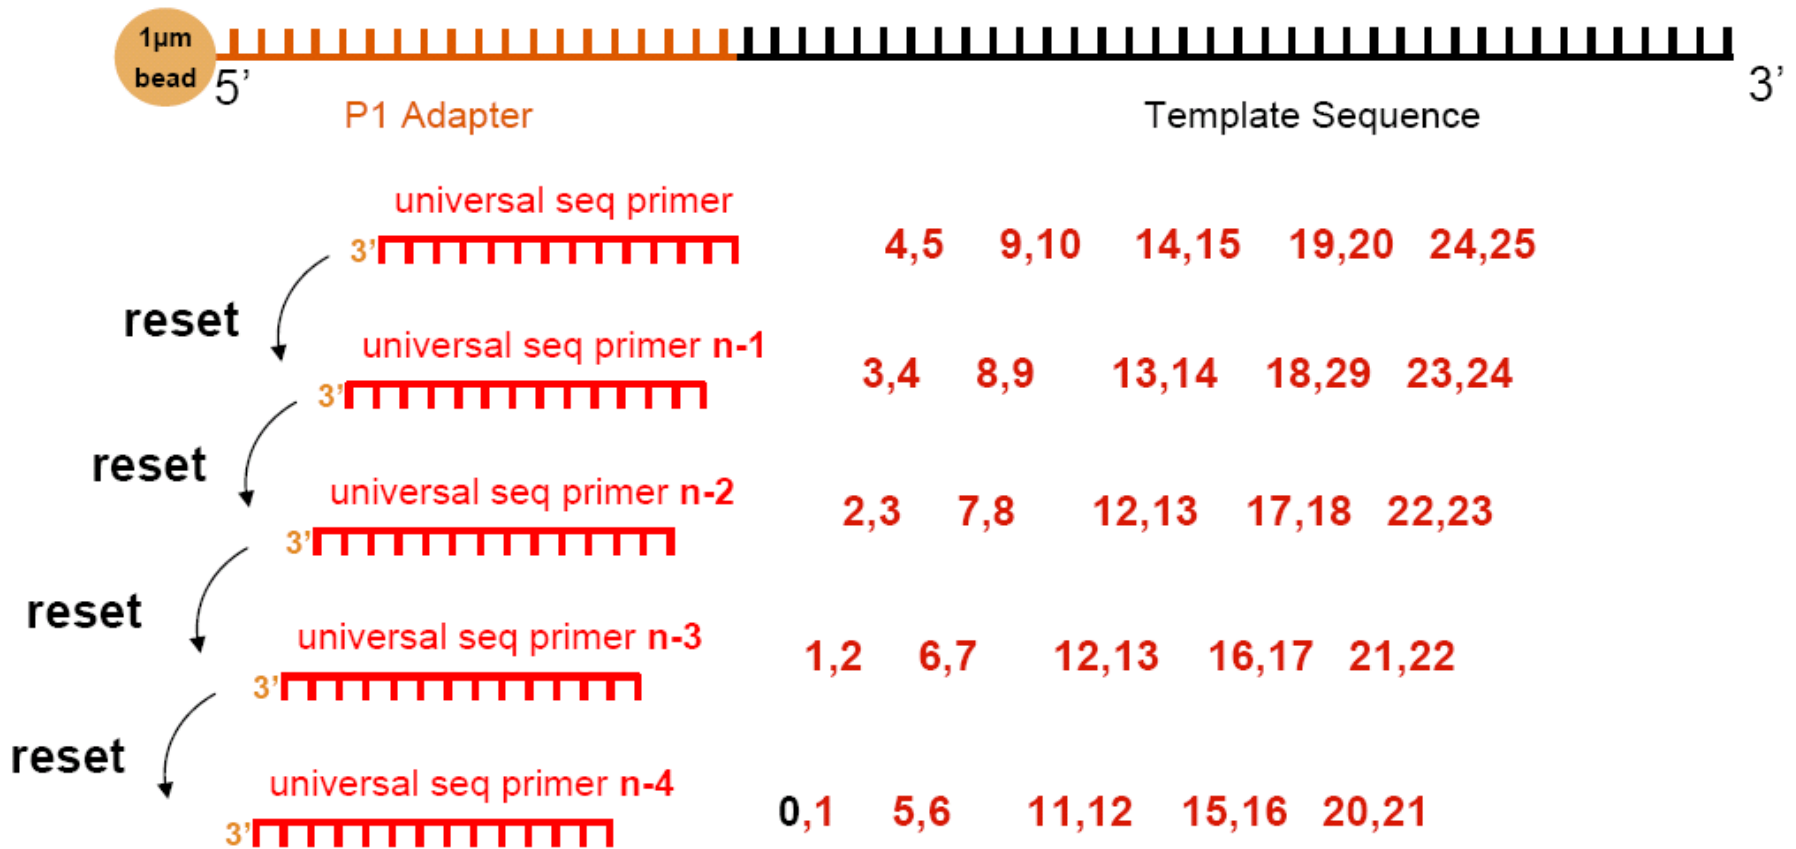 1µm
bead
5’
3’
P1 Adapter
Template Sequence
universal seq primer
3’
4,5 9,10 14,15 19,20 24,25
reset
universal seq primer n-1
3’
3,4 8,9 13,14 18,29 23,24
reset
universal seq primer n-2
3’
2,3 7,8 12,13 17,18 22,23
reset
universal seq primer n-3
3’
1,2 6,7 12,13 16,17 21,22
reset
universal seq primer n-4
3’
0,1 5,6 11,12 15,16 20,21